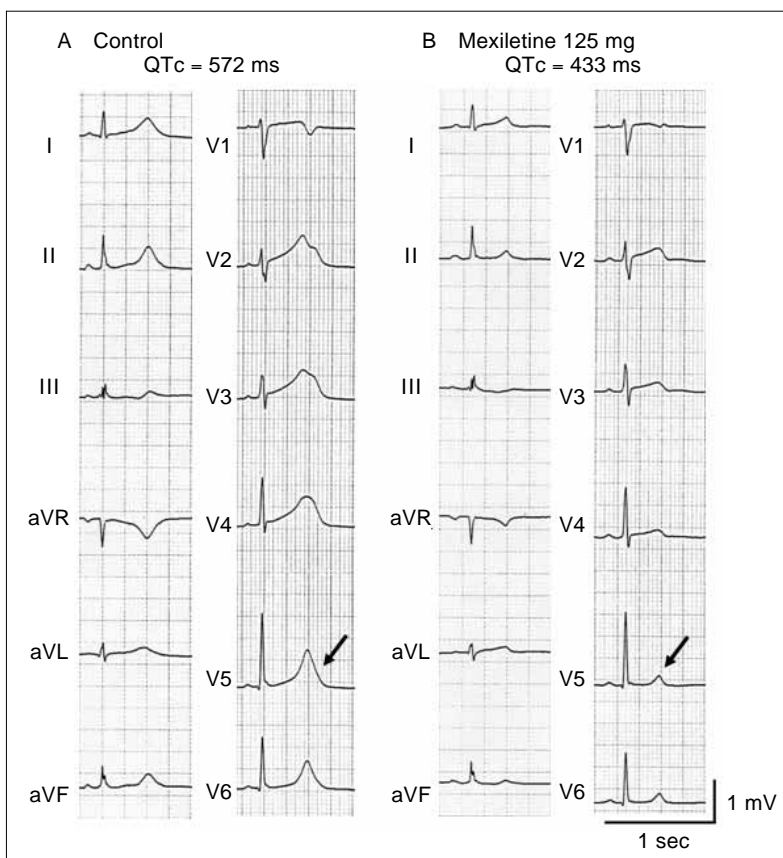 A Control
QTc = 572 ms
I
V1
II
V2
III
V3
aVR
V4
aVL
V5
aVF
V6
B Mexiletine 125 mg
QTc = 433 ms
I
V1
II
V2
III
V3
aVR
V4
aVL
V5
aVF
V6
1 mV
1 sec